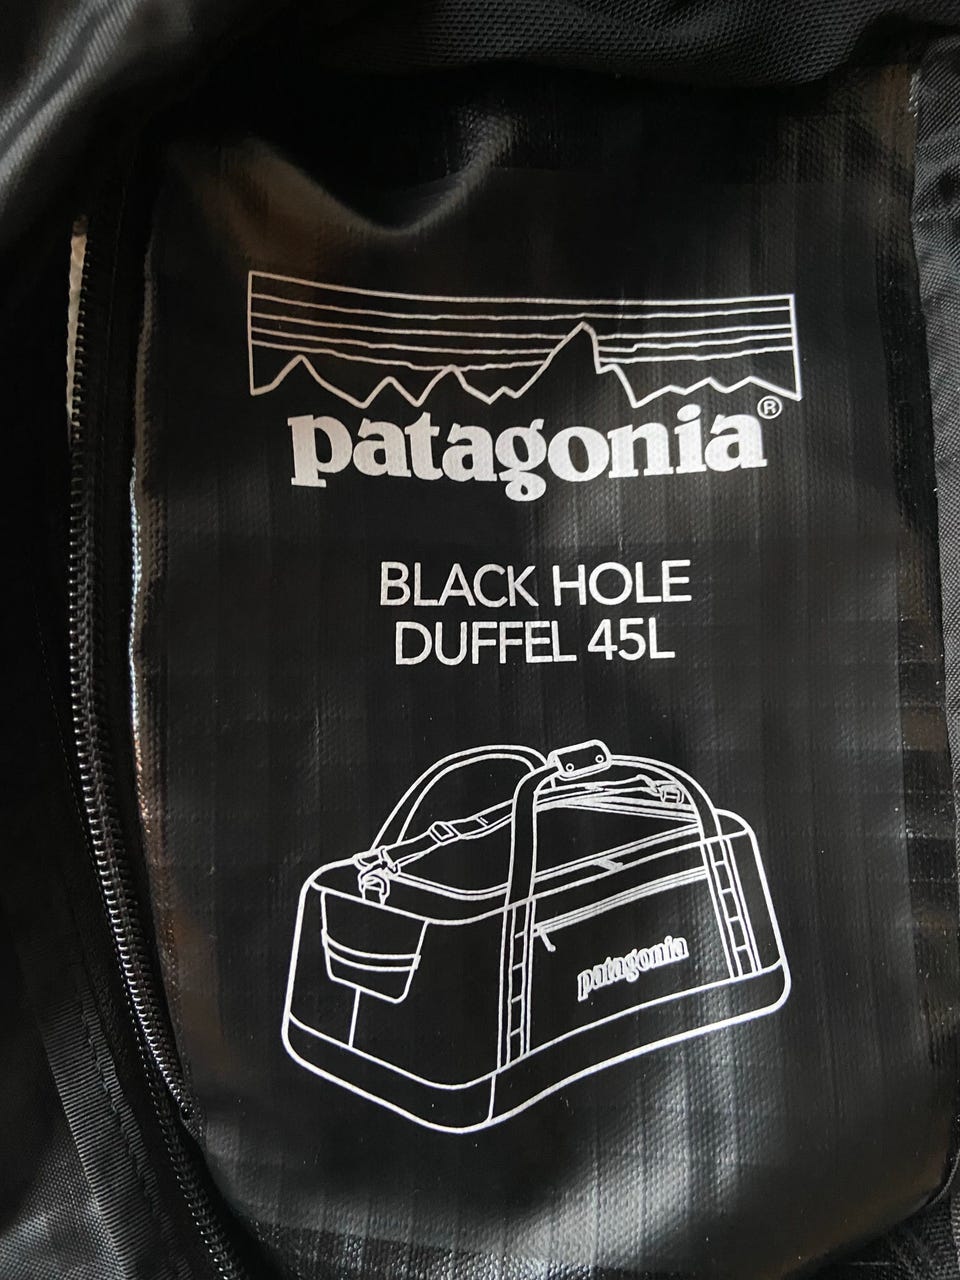 patagonia®
BLACK HOLE
DUFFEL 45L
patagonia